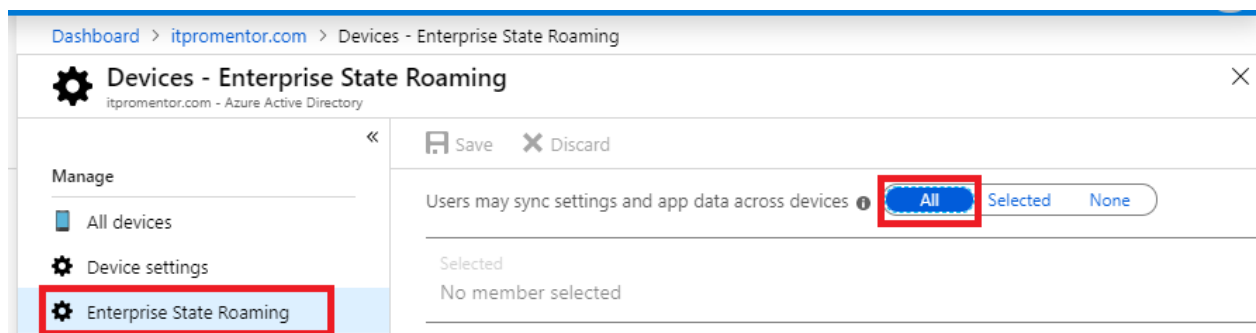 Dashboard > itpromentor.com > Devices - Enterprise State Roaming
Devices - Enterprise State Roaming
itpromentor.com - Azure Active Directory
Manage
All devices
Device settings
Enterprise State Roaming
Save Discard
Users may sync settings and app data across devices All Selected None
Selected
No member selected